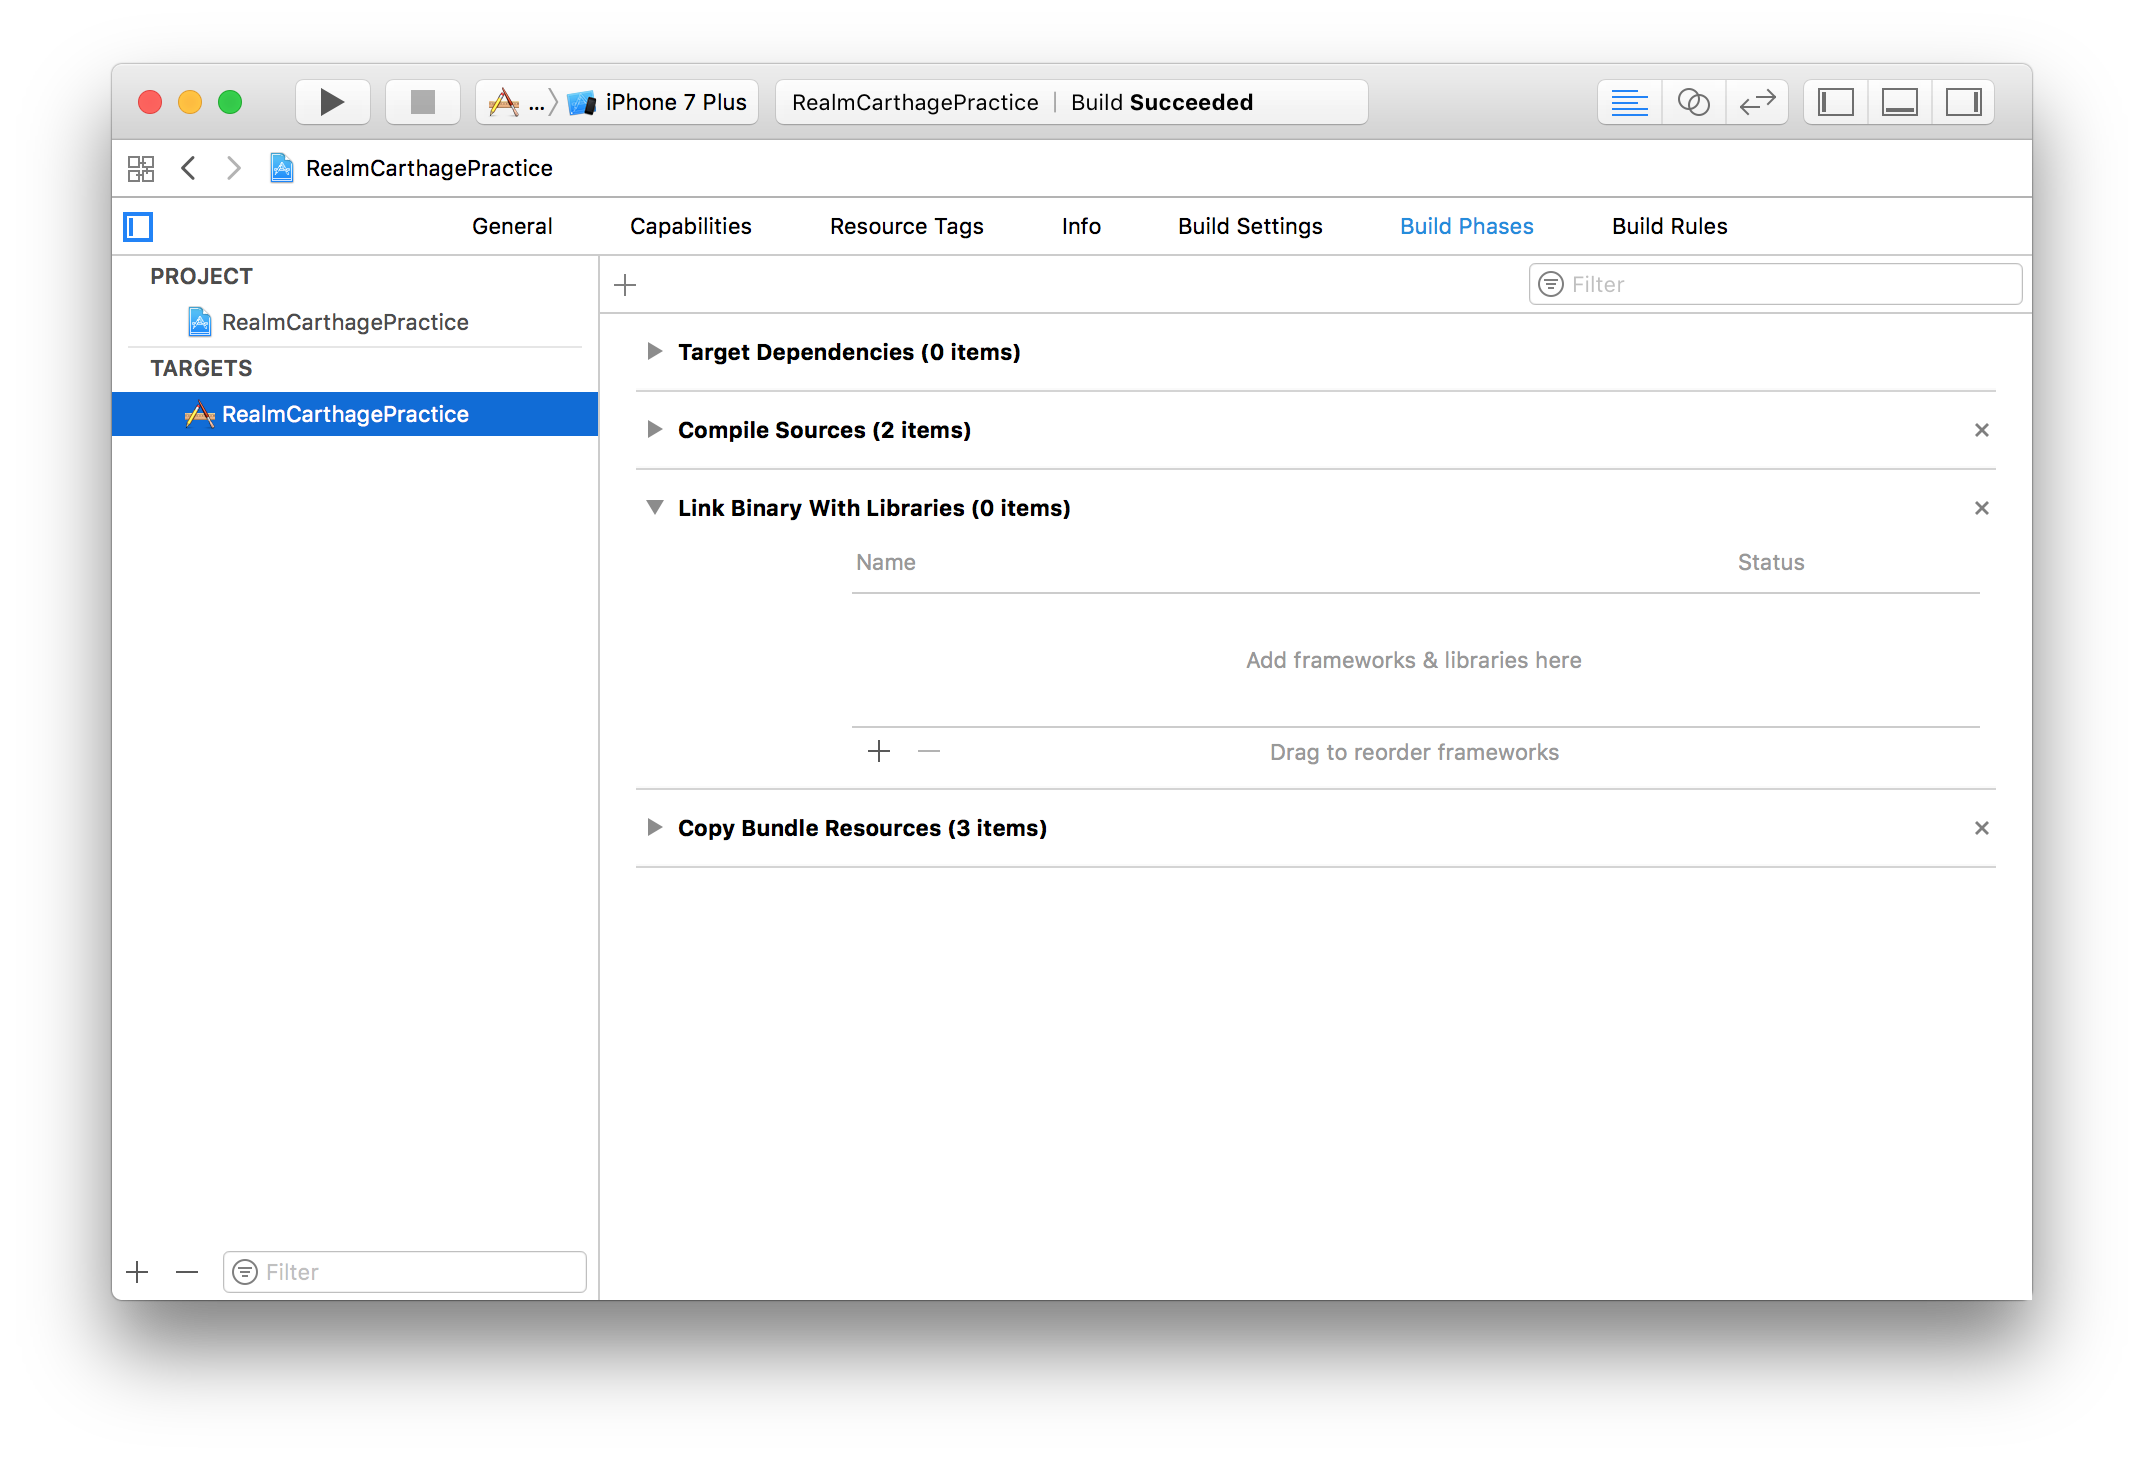 ... iPhone 7 Plus
RealmCarthagePractice | Build Succeeded
RealmCarthagePractice
General Capabilities Resource Tags Info Build Settings Build Phases Build Rules
PROJECT
RealmCarthagePractice
TARGETS
RealmCarthagePractice
Filter
Filter
Target Dependencies (0 items)
Compile Sources (2 items)
Link Binary With Libraries (0 items)
Name Status
Add frameworks & libraries here
Drag to reorder frameworks
Copy Bundle Resources (3 items)